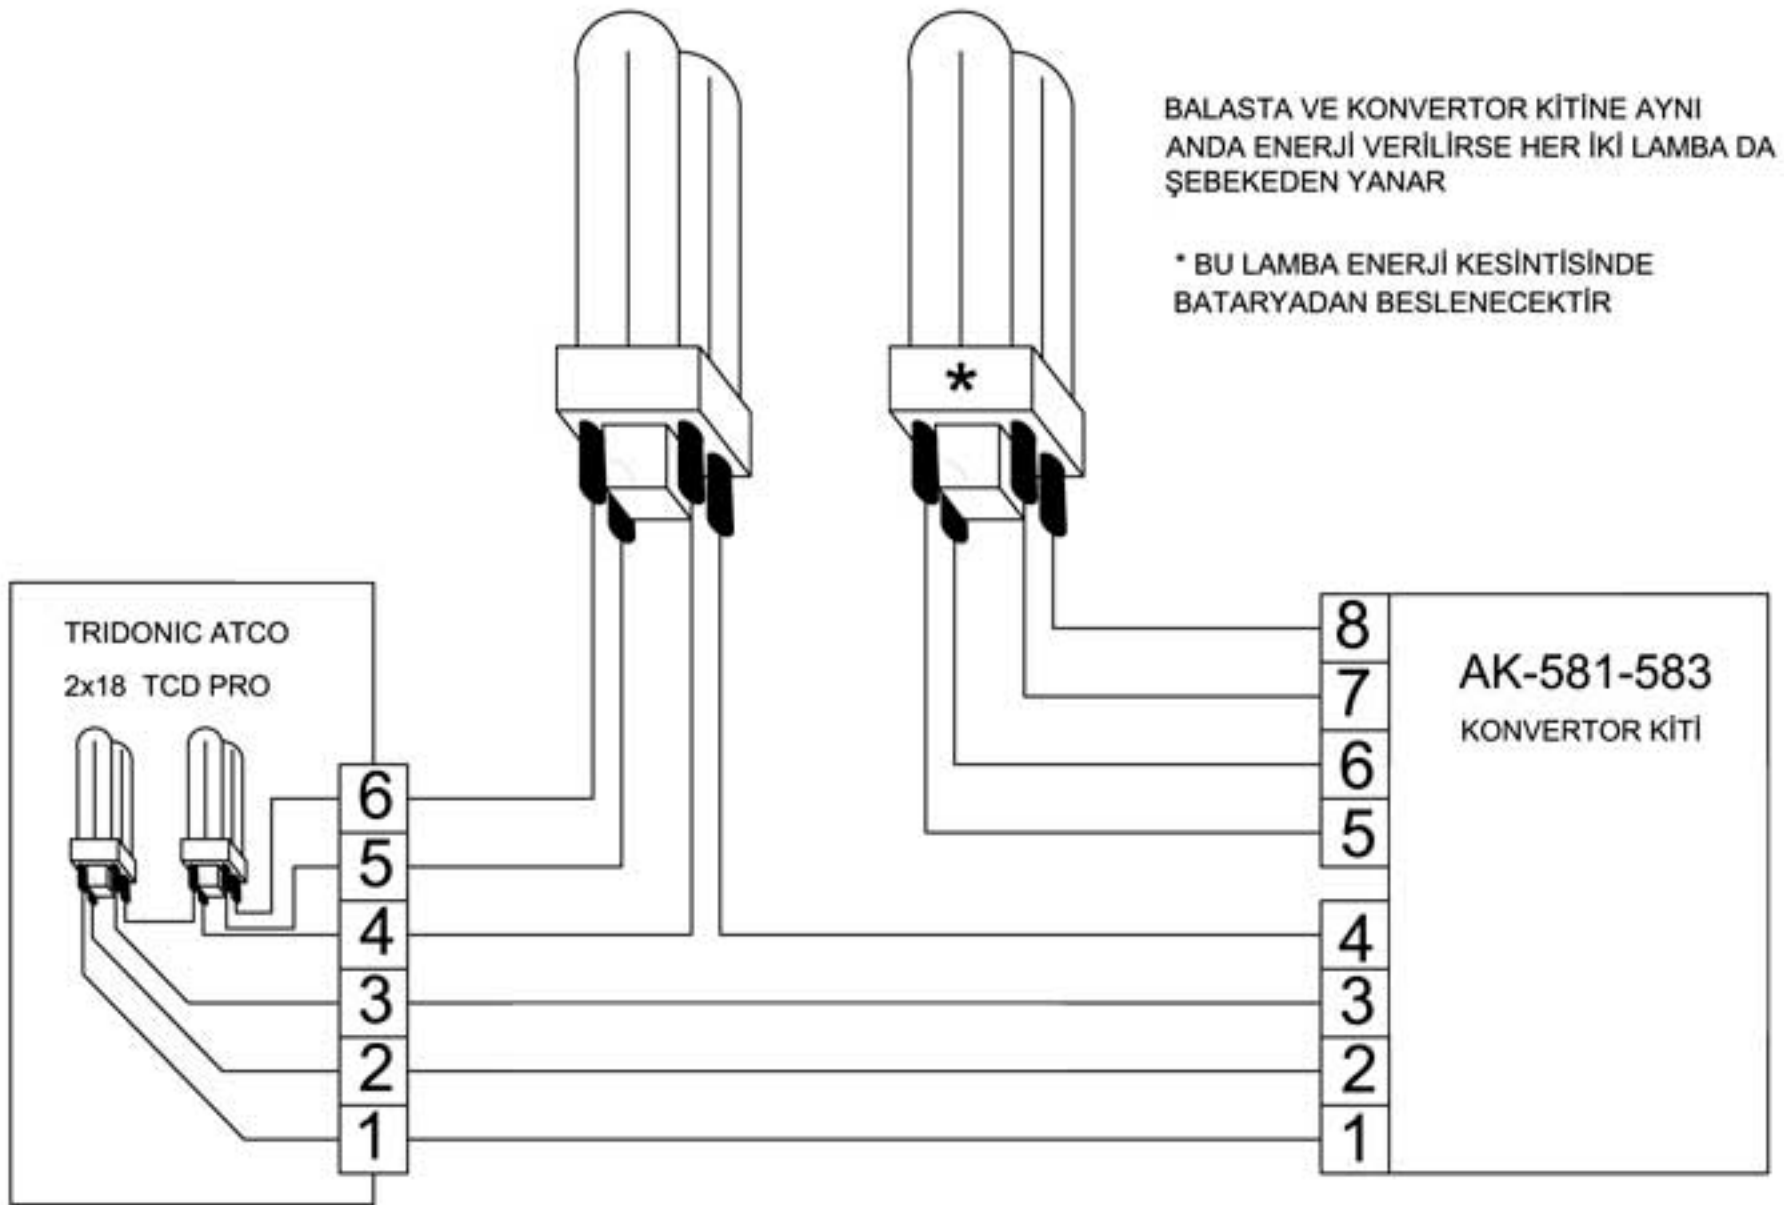 BALASTA VE KONVERTOR KİTİNE AYNI
ANDA ENERJİ VERİLİRSE HER İKİ LAMBA DA
ŞEBEKEDEN YANAR
* BU LAMBA ENERJİ KESİNTİSİNDE
BATARYADAN BESLENECEKTİR
*
TRIDONIC ATCO
2x18 TCD PRO
6
5
4
3
2
1
8
7
6
5
4
3
2
1
AK-581-583
KONVERTOR KİTİ